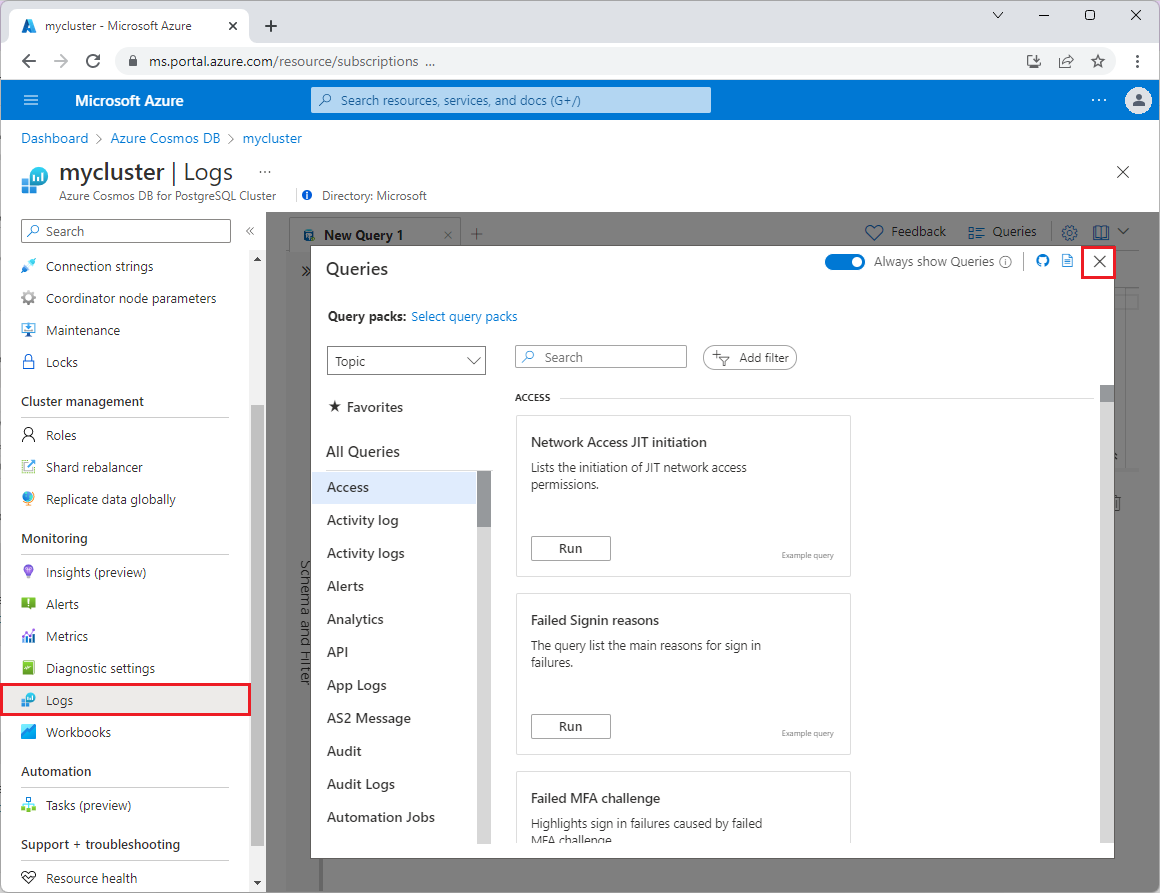 mycluster - Microsoft Azure
ms.portal.azure.com/resource/subscriptions ...
Microsoft Azure
Search resources, services, and docs (G+/)
Dashboard > Azure Cosmos DB > mycluster
mycluster | Logs ...
Azure Cosmos DB for PostgreSQL Cluster
Directory: Microsoft
Search
Connection strings
Coordinator node parameters
Maintenance
Locks
Cluster management
Roles
Shard rebalancer
Replicate data globally
Monitoring
Insights (preview)
Alerts
Metrics
Diagnostic settings
Logs
Workbooks
Automation
Tasks (preview)
Support + troubleshooting
Resource health
New Query 1
Feedback
Queries
Schema and Filter
Queries
Always show Queries
Query packs: Select query packs
Topic
Search
Add filter
Favorites
All Queries
Access
Activity log
Activity logs
Alerts
Analytics
API
App Logs
AS2 Message
Audit
Audit Logs
Automation Jobs
ACCESS
Network Access JIT initiation
Lists the initiation of JIT network access
permissions.
Run
Example query
Failed Signin reasons
The query list the main reasons for sign in
failures.
Run
Example query
Failed MFA challenge
Highlights sign in failures caused by failed
MFA challenge